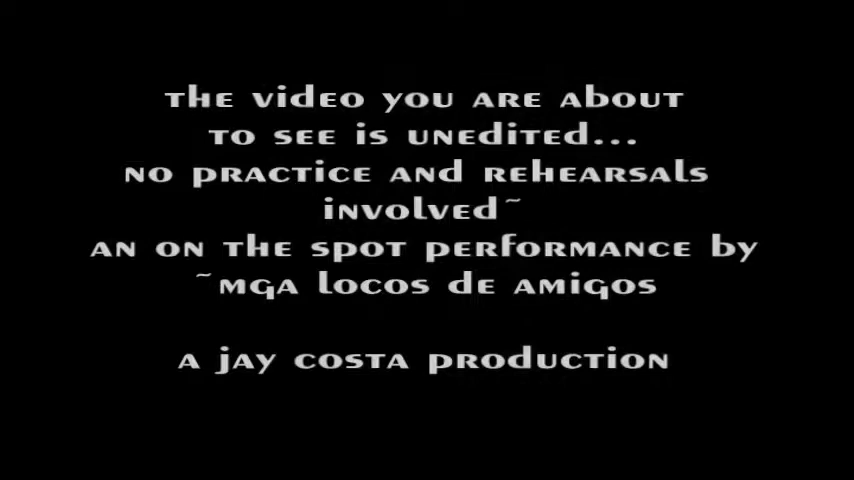 the video you are about
to see is unedited...
no practice and rehearsals
involved~
an on the spot performance by
~mga locos de amigos
a jay costa production